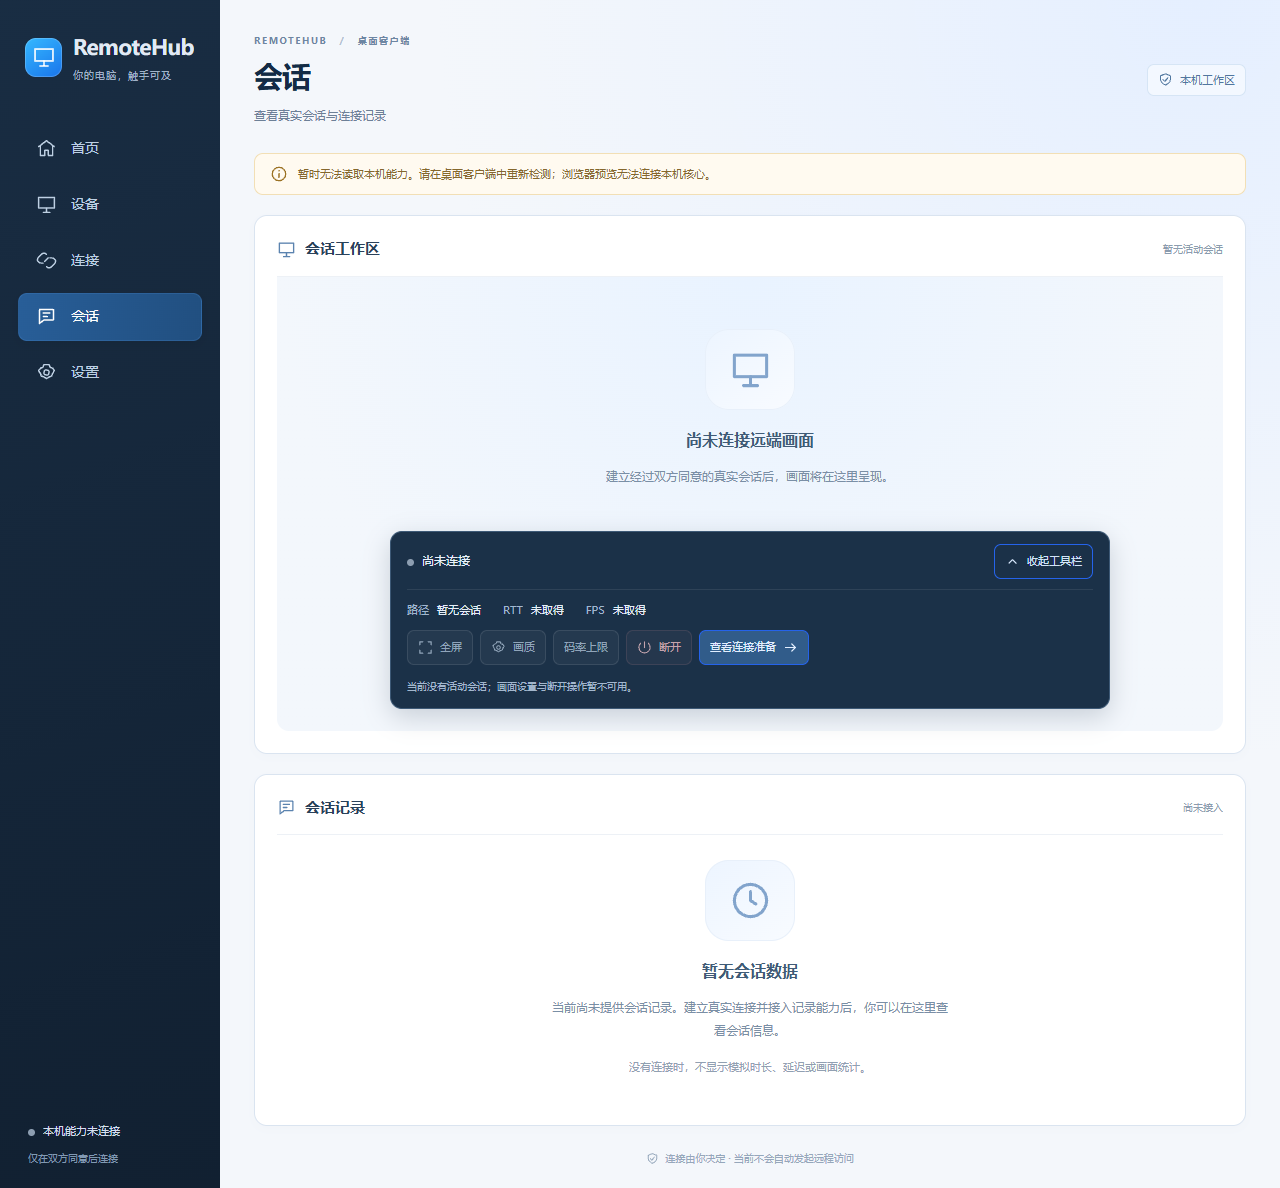 RemoteHub
你的电脑，触手可及
首页
设备
连接
会话
设置
本机能力未连接
仅在双方同意后连接
REMOTEHUB / 桌面客户端
会话
查看真实会话与连接记录
本机工作区
暂时无法读取本机能力。请在桌面客户端中重新检测；浏览器预览无法连接本机核心。
会话工作区
暂无活动会话
尚未连接远端画面
建立经过双方同意的真实会话后，画面将在这里呈现。
尚未连接
收起工具栏
路径 暂无会话 RTT 未取得 FPS 未取得
全屏 画质 码率上限 断开 查看连接准备
当前没有活动会话；画面设置与断开操作暂不可用。
会话记录
尚未接入
暂无会话数据
当前尚未提供会话记录。建立真实连接并接入记录能力后，你可以在这里查
看会话信息。
没有连接时，不显示模拟时长、延迟或画面统计。
连接由你决定 · 当前不会自动发起远程访问